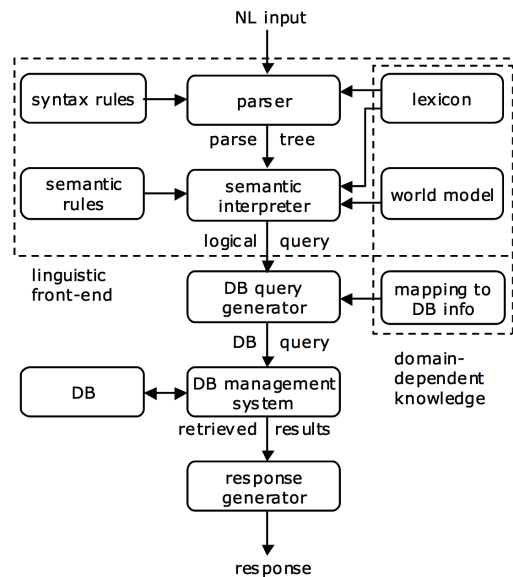 NL input
syntax rules
parser
lexicon
parse tree
semantic
rules
semantic
interpreter
world model
logical query
linguistic
front-end
DB query
generator
mapping to
DB info
DB query
domain-
dependent
knowledge
DB
DB management
system
retrieved results
response
generator
response